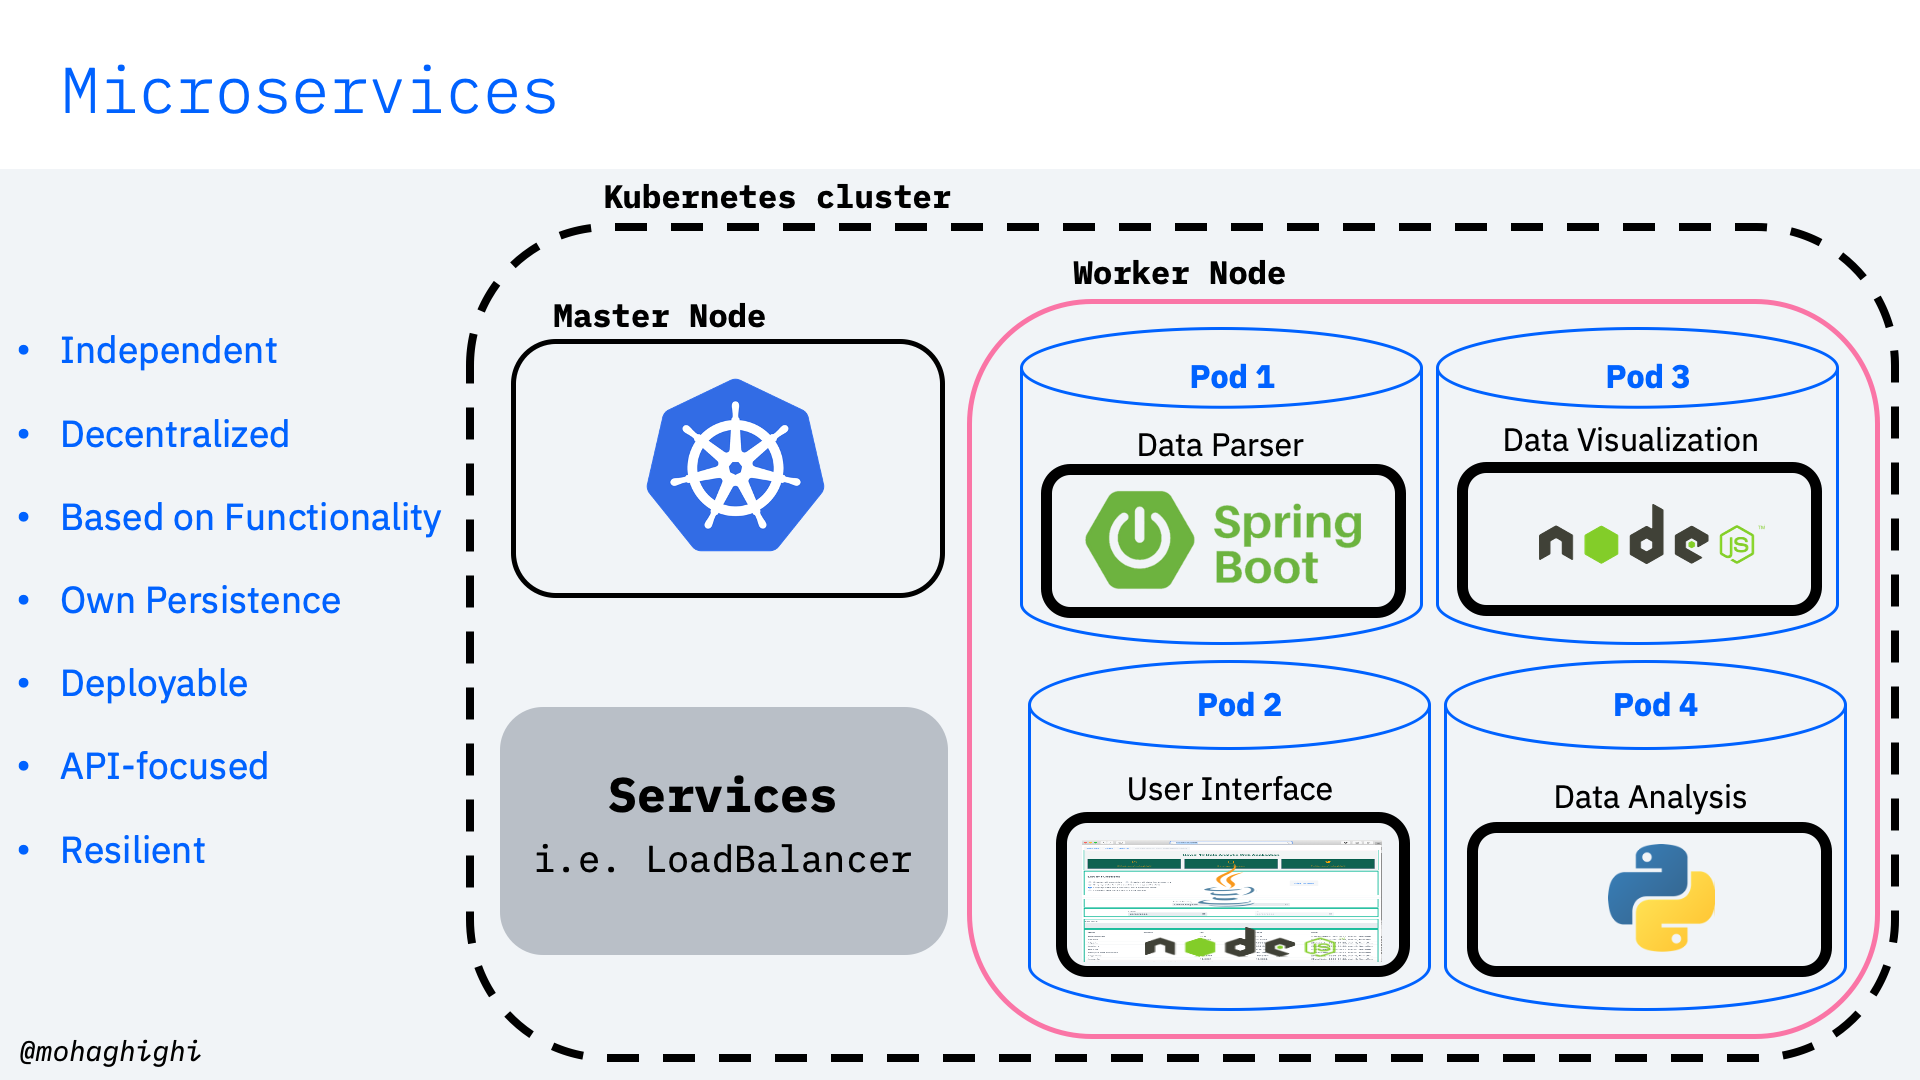 Microservices
Kubernetes cluster
Worker Node
Master Node
• Independent
• Decentralized
• Based on Functionality
• Own Persistence
• Deployable
• API-focused
• Resilient
Services
i.e. LoadBalancer
Pod 1
Data Parser
Spring
Boot
Pod 3
Data Visualization
node
JS
™
Pod 2
User Interface
node
JS
Pod 4
Data Analysis
@mohaghighi